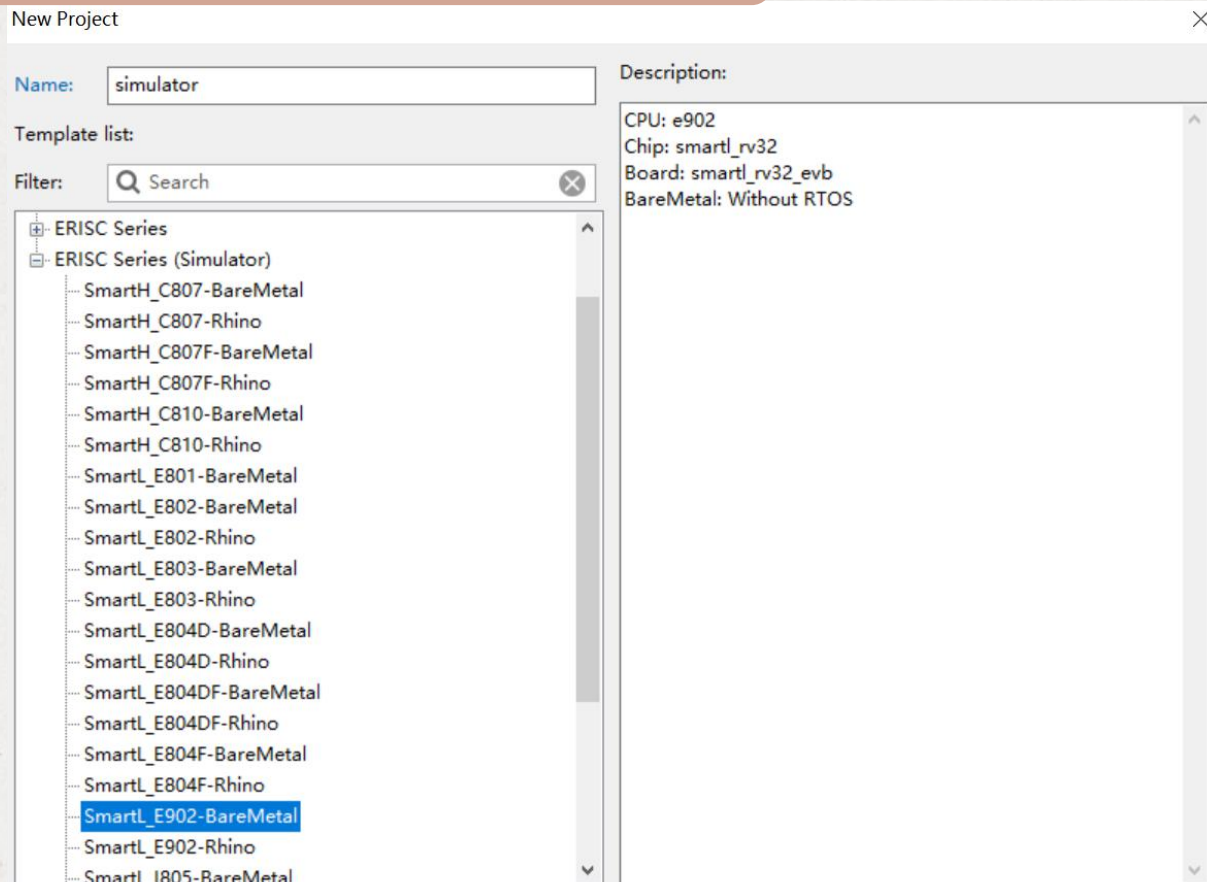 New Project
Name: simulator
Template list:
Filter: Search
ERISC Series
ERISC Series (Simulator)
SmartH_C807-BareMetal
SmartH_C807-Rhino
SmartH_C807F-BareMetal
SmartH_C807F-Rhino
SmartH_C810-BareMetal
SmartH_C810-Rhino
SmartL_E801-BareMetal
SmartL_E802-BareMetal
SmartL_E802-Rhino
SmartL_E803-BareMetal
SmartL_E803-Rhino
SmartL_E804D-BareMetal
SmartL_E804D-Rhino
SmartL_E804DF-BareMetal
SmartL_E804DF-Rhino
SmartL_E804F-BareMetal
SmartL_E804F-Rhino
SmartL_E902-BareMetal
SmartL_E902-Rhino
SmartL_I805-BareMetal
Description:
CPU: e902
Chip: smartl_rv32
Board: smartl_rv32_evb
BareMetal: Without RTOS